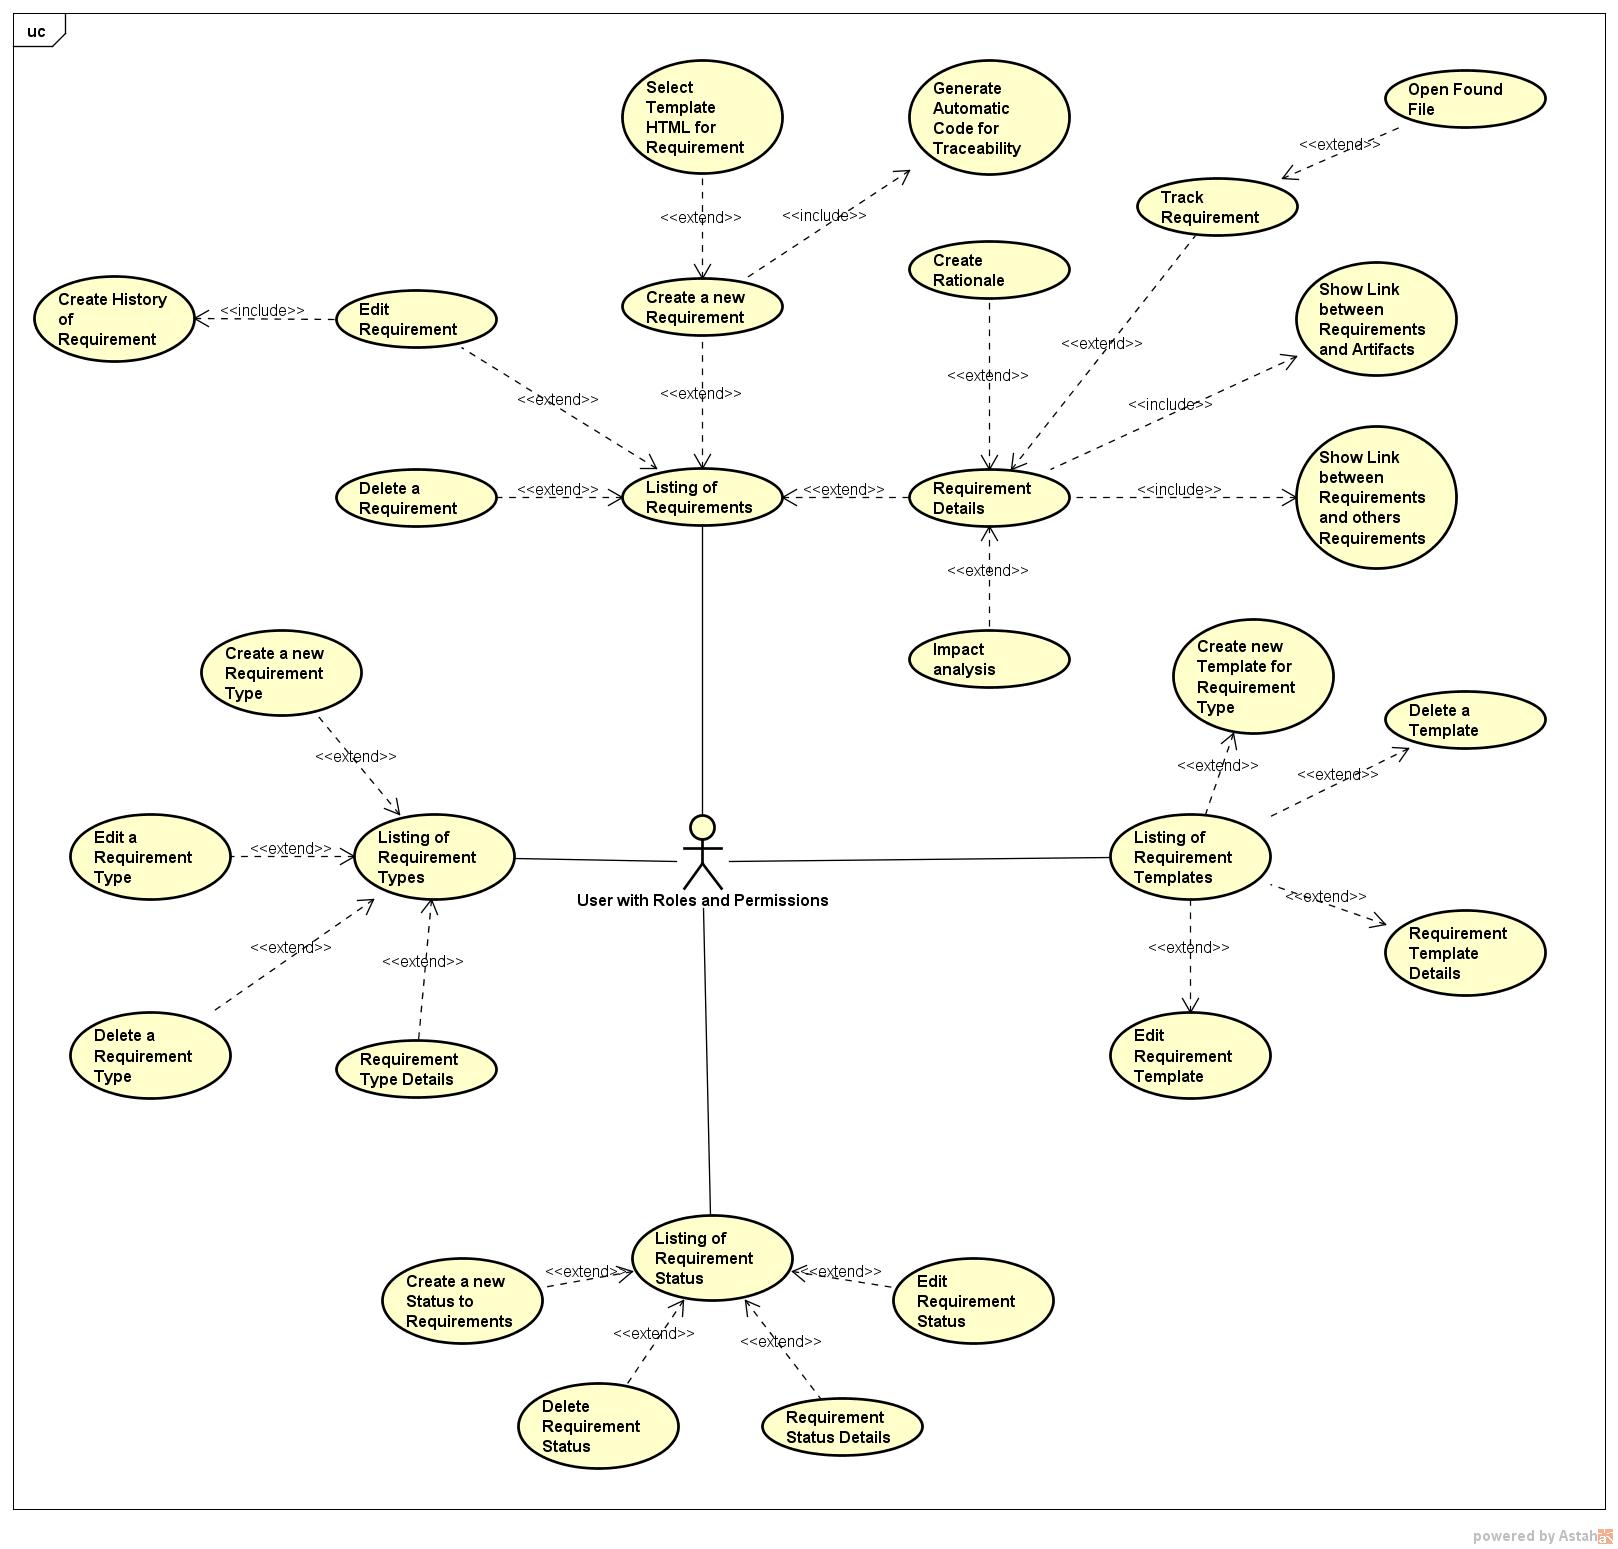 uc
Select
Template
HTML for
Requirement
Generate
Automatic
Code for
Traceability
Open Found
File
<<extend>>
Track
Requirement
<<extend>>
<<include>>
Create
Rationale
Create History
of
Requirement
<<include>>
Edit
Requirement
Create a new
Requirement
Show Link
between
Requirements
and Artifacts
<<extend>>
<<extend>>
<<extend>>
<<extend>>
<<include>>
Delete a
Requirement
<<extend>>
Listing of
Requirements
<<extend>>
Requirement
Details
<<include>>
Show Link
between
Requirements
and others
Requirements
<<extend>>
Impact
analysis
Create a new
Requirement
Type
Create new
Template for
Requirement
Type
Delete a
Template
<<extend>>
<<extend>>
<<extend>>
Edit a
Requirement
Type
<<extend>>
Listing of
Requirement
Types
Listing of
Requirement
Templates
User with Roles and Permissions
<<extend>>
<<extend>>
<<extend>>
<<extend>>
Requirement
Template
Details
Delete a
Requirement
Type
Requirement
Type Details
Edit
Requirement
Template
Listing of
Requirement
Status
Create a new
Status to
Requirements
<<extend>>
<<extend>>
Edit
Requirement
Status
<<extend>>
<<extend>>
Delete
Requirement
Status
Requirement
Status Details
powered by Astah